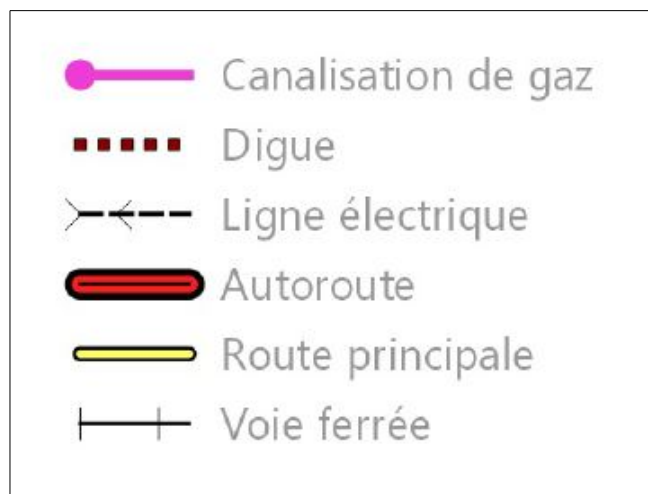 Canalisation de gaz
Digue
Ligne électrique
Autoroute
Route principale
Voie ferrée